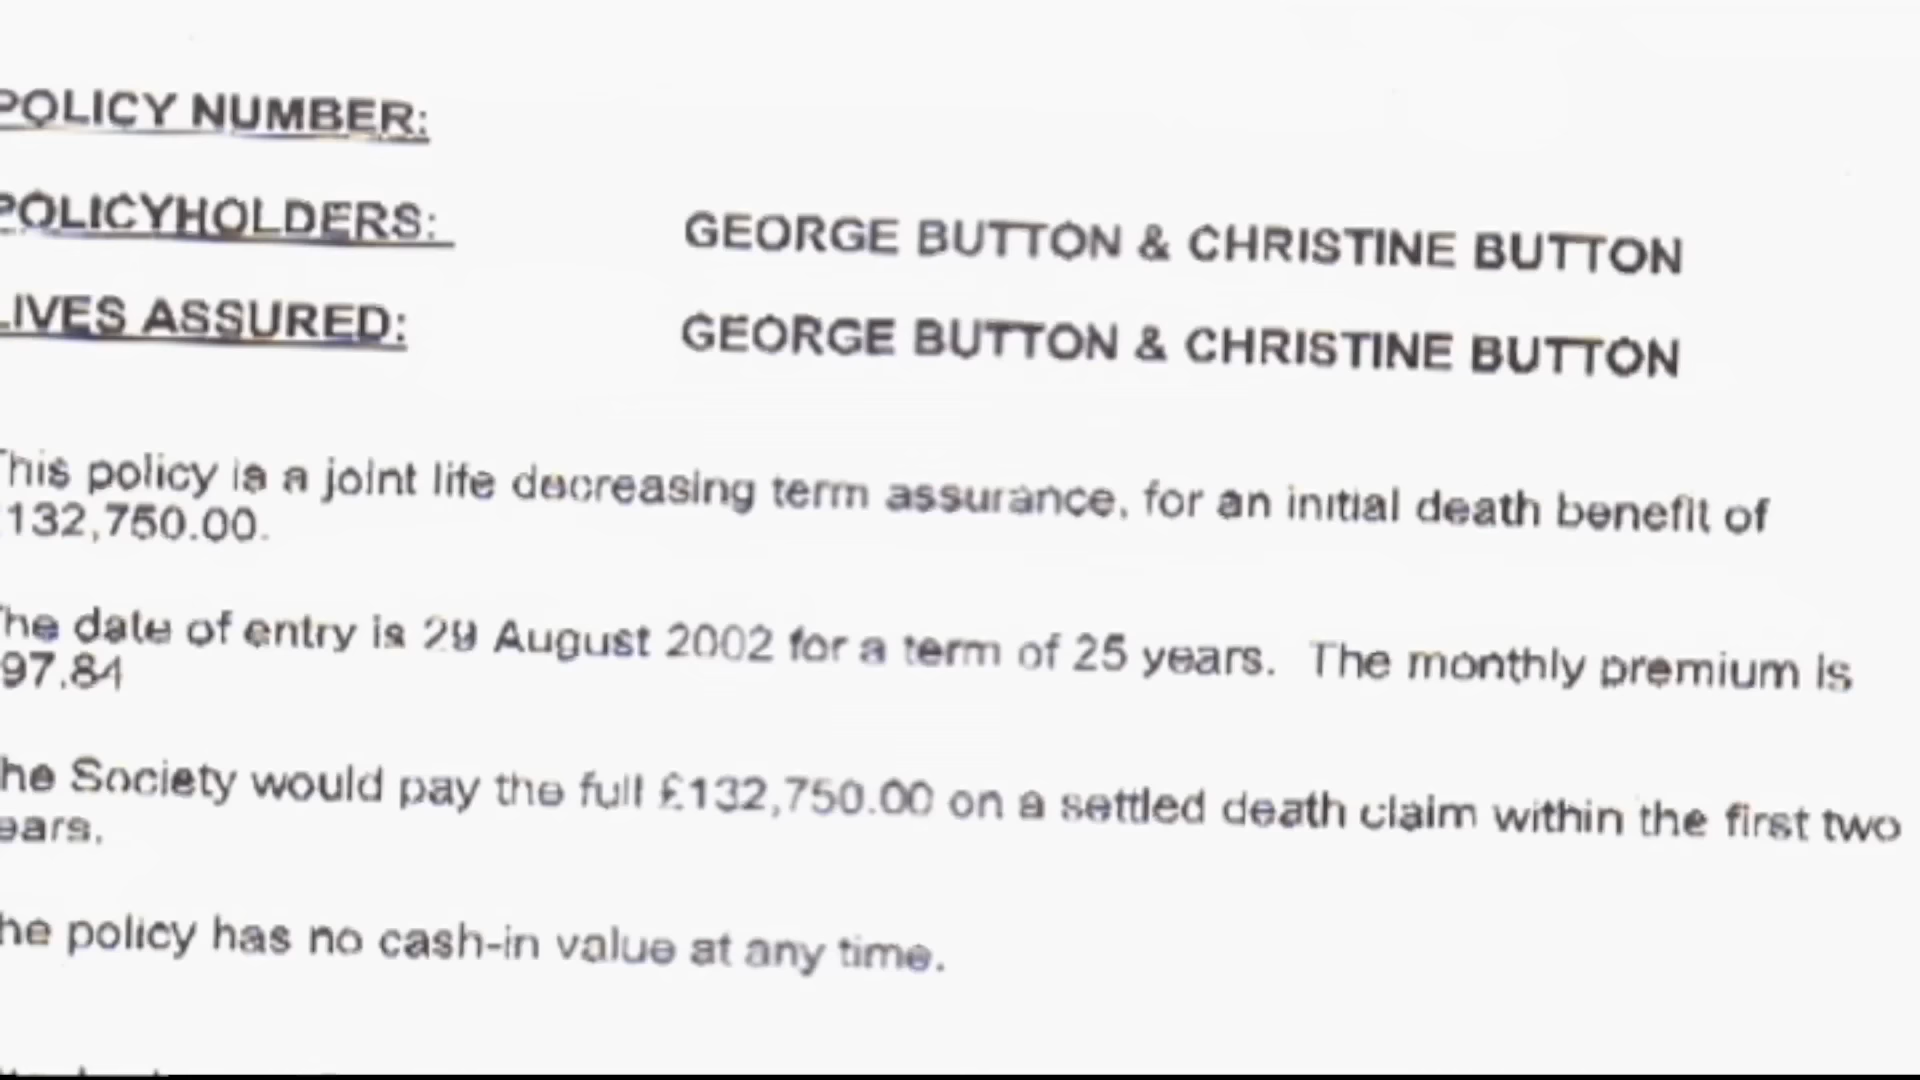 POLICY NUMBER:
POLICYHOLDERS: GEORGE BUTTON & CHRISTINE BUTTON
LIVES ASSURED: GEORGE BUTTON & CHRISTINE BUTTON
This policy is a joint life decreasing term assurance, for an initial death benefit of
132,750.00.
The date of entry is 29 August 2002 for a term of 25 years. The monthly premium is
97.84
he Society would pay the full £132,750.00 on a settled death claim within the first two
ears.
he policy has no cash-in value at any time.